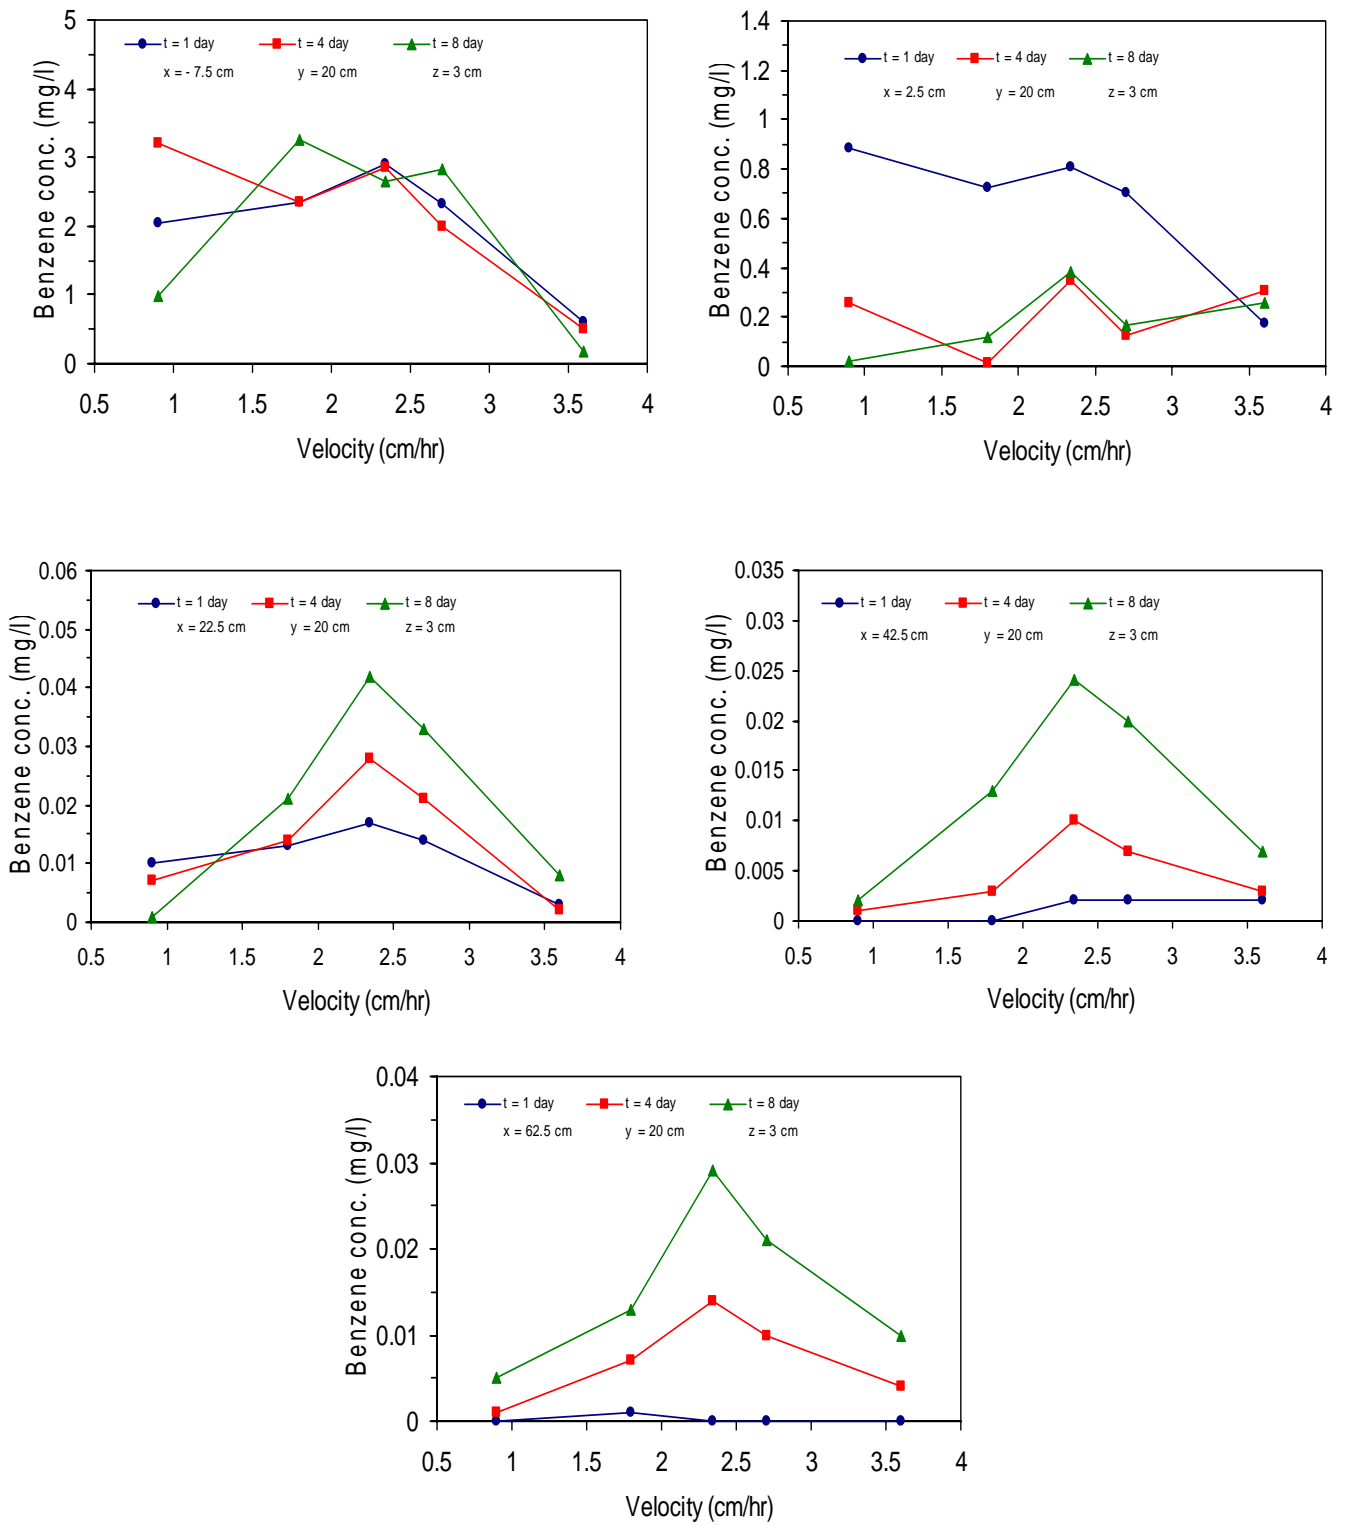 Benzene conc. (mg/l)
5
4
3
2
1
0
t = 1 day t = 4 day t = 8 day
x = - 7.5 cm y = 20 cm z = 3 cm
0.5 1 1.5 2 2.5 3 3.5 4
Velocity (cm/hr)
Benzene conc. (mg/l)
1.4
1.2
1
0.8
0.6
0.4
0.2
0
t = 1 day t = 4 day t = 8 day
x = 2.5 cm y = 20 cm z = 3 cm
0.5 1 1.5 2 2.5 3 3.5 4
Velocity (cm/hr)
Benzene conc. (mg/l)
0.06
0.05
0.04
0.03
0.02
0.01
0
t = 1 day t = 4 day t = 8 day
x = 22.5 cm y = 20 cm z = 3 cm
0.5 1 1.5 2 2.5 3 3.5 4
Velocity (cm/hr)
Benzene conc. (mg/l)
0.035
0.03
0.025
0.02
0.015
0.01
0.005
0
t = 1 day t = 4 day t = 8 day
x = 42.5 cm y = 20 cm z = 3 cm
0.5 1 1.5 2 2.5 3 3.5 4
Velocity (cm/hr)
Benzene conc. (mg/l)
0.04
0.03
0.02
0.01
0
t = 1 day t = 4 day t = 8 day
x = 62.5 cm y = 20 cm z = 3 cm
0.5 1 1.5 2 2.5 3 3.5 4
Velocity (cm/hr)